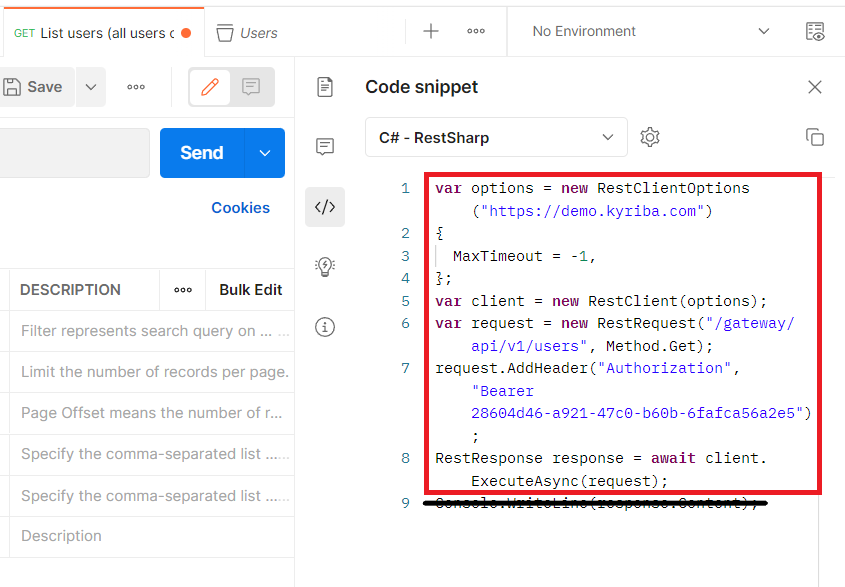 GET List users (all users c
Users
No Environment
Save
Send
Cookies
DESCRIPTION
Bulk Edit
Filter represents search query on ... ...
Limit the number of records per page.
Page Offset means the number of r...
Specify the comma-separated list ......
Specify the comma-separated list ......
Description
Code snippet
C# - RestSharp
1 var options = new RestClientOptions
("https://demo.kyriba.com")
2 {
3 MaxTimeout = -1,
4 };
5 var client = new RestClient(options);
6 var request = new RestRequest("/gateway/
api/v1/users", Method.Get);
7 request.AddHeader("Authorization",
"Bearer
28604d46-a921-47c0-b60b-6fafca56a2e5")
;
8 RestResponse response = await client.
ExecuteAsync(request);
9 Console.WriteLine(response.Content);